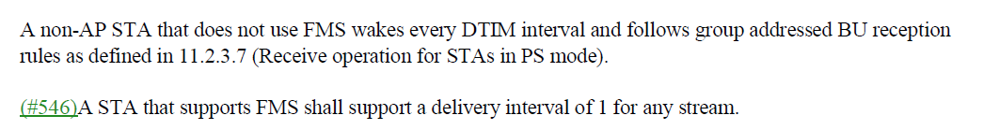 A non-AP STA that does not use FMS wakes every DTIM interval and follows group addressed BU reception
rules as defined in 11.2.3.7 (Receive operation for STAs in PS mode).
(#546)A STA that supports FMS shall support a delivery interval of 1 for any stream.